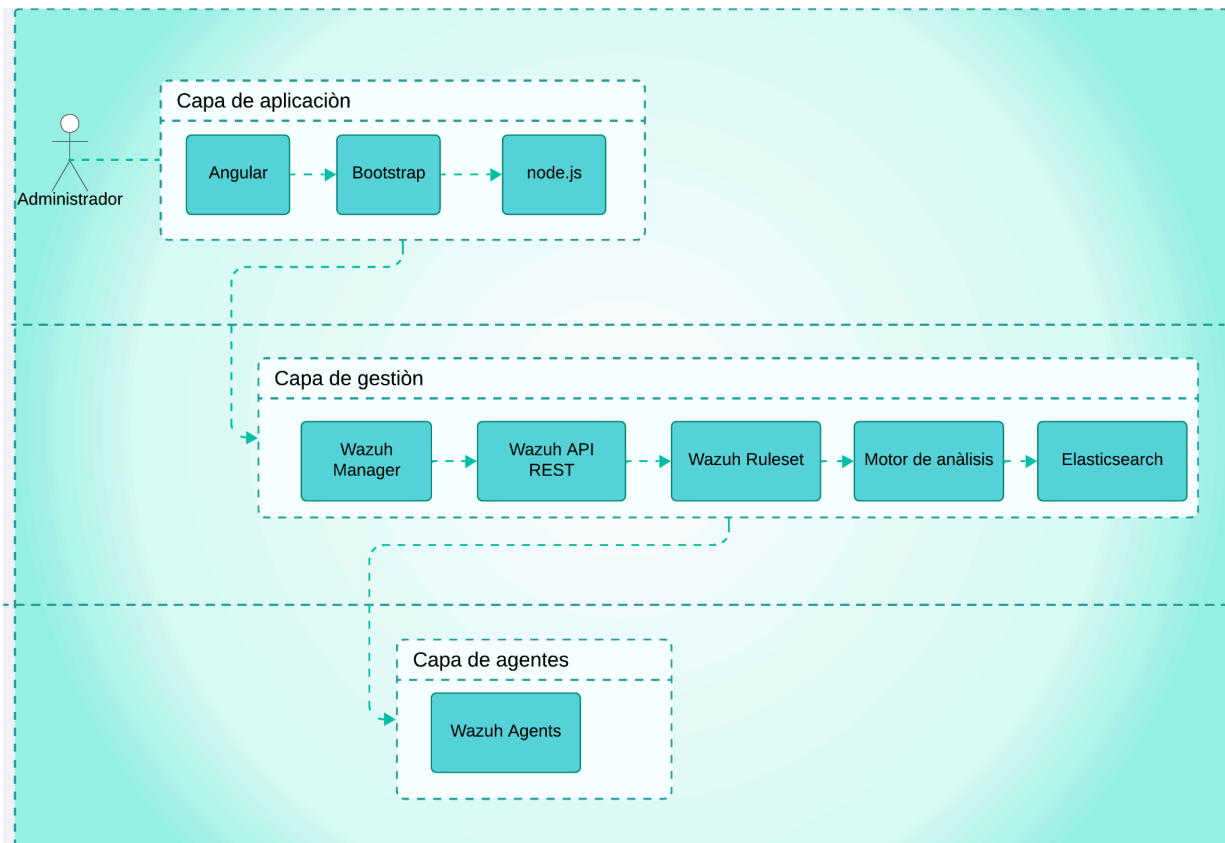 Capa de aplicaciòn
Angular
Bootstrap
node.js
Administrador
Capa de gestiòn
Wazuh
Manager
Wazuh API
REST
Wazuh Ruleset
Motor de anàlisis
Elasticsearch
Capa de agentes
Wazuh Agents